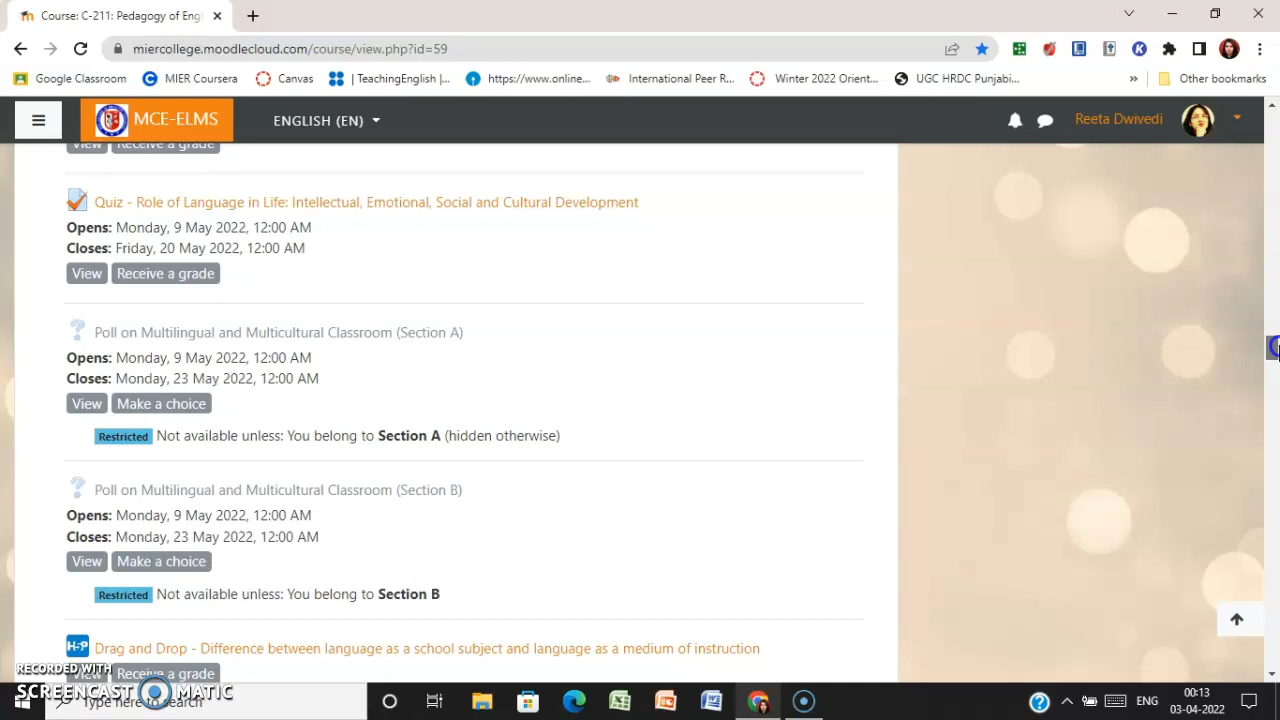 Course: C-211: Pedagogy of Eng
miercollege.moodlecloud.com/course/view.php?id=59
Google Classroom MIER Coursera Canvas | TeachingEnglish |... https://www.online... International Peer R... Winter 2022 Orient... UGC HRDC Punjabi... » Other bookmarks
MCE-ELMS ENGLISH (EN) Reeta Dwivedi
View Receive a grade
Quiz - Role of Language in Life: Intellectual, Emotional, Social and Cultural Development
Opens: Monday, 9 May 2022, 12:00 AM
Closes: Friday, 20 May 2022, 12:00 AM
View Receive a grade
Poll on Multilingual and Multicultural Classroom (Section A)
Opens: Monday, 9 May 2022, 12:00 AM
Closes: Monday, 23 May 2022, 12:00 AM
View Make a choice
Restricted Not available unless: You belong to Section A (hidden otherwise)
Poll on Multilingual and Multicultural Classroom (Section B)
Opens: Monday, 9 May 2022, 12:00 AM
Closes: Monday, 23 May 2022, 12:00 AM
View Make a choice
Restricted Not available unless: You belong to Section B
H-P Drag and Drop - Difference between language as a school subject and language as a medium of instruction
View Receive a grade
RECORDED WITH
SCREENCAST MATIC
Type here to search
ENG 00:13
03-04-2022